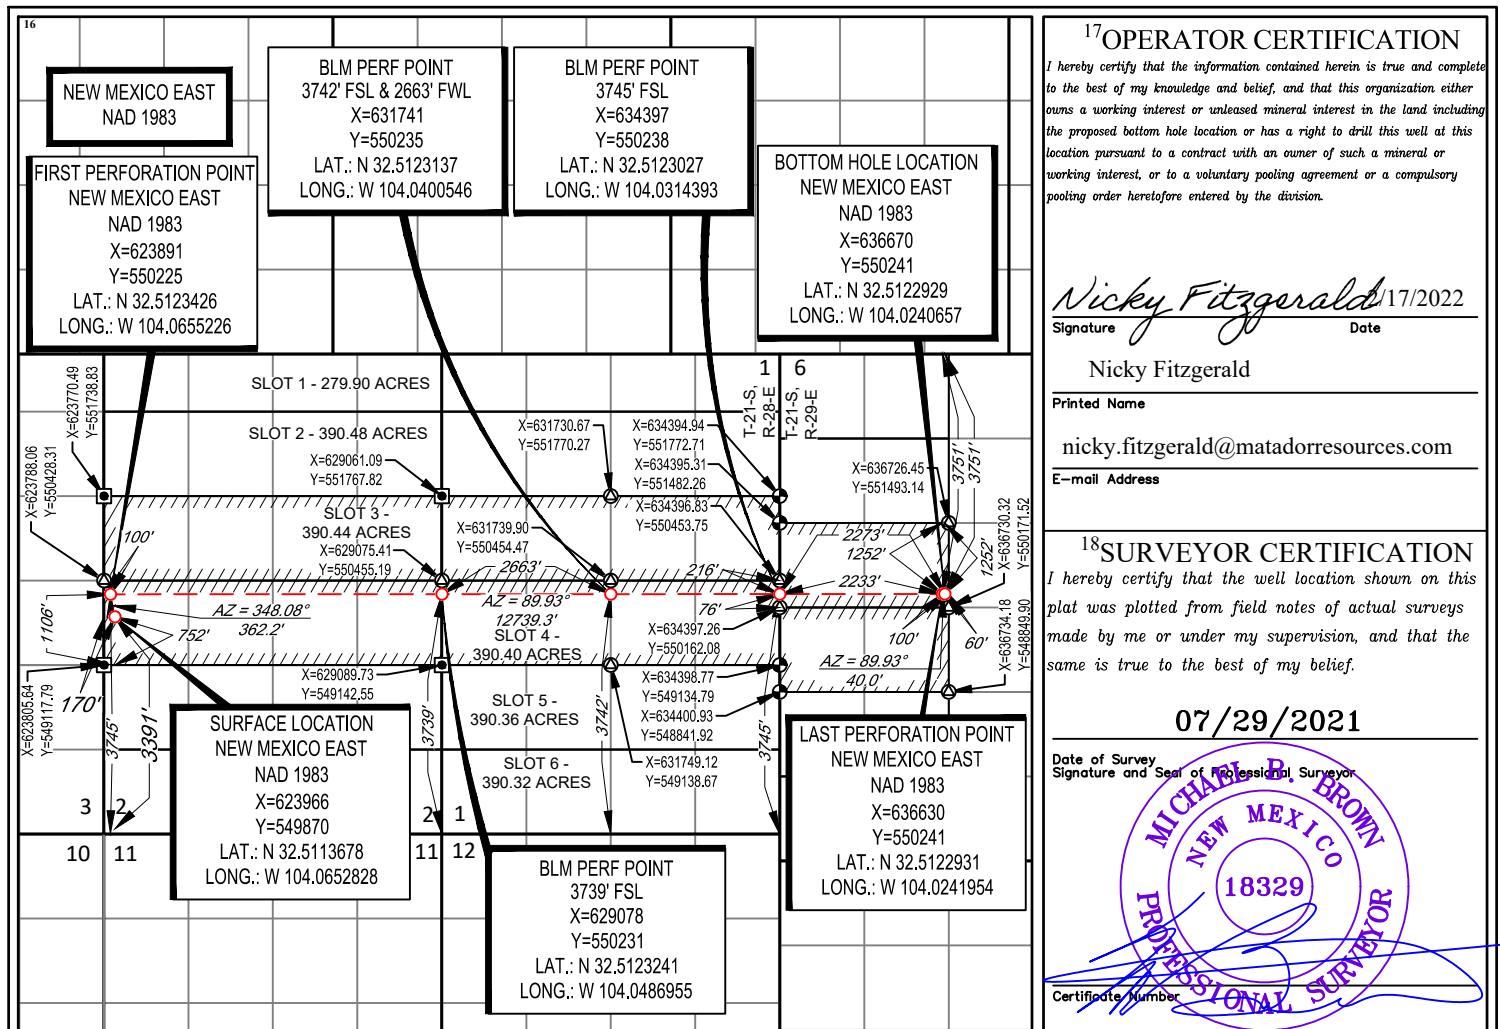 16
NEW MEXICO EAST
NAD 1983
BLM PERF POINT
3742' FSL & 2663' FWL
X=631741
Y=550235
LAT.: N 32.5123137
LONG.: W 104.0400546
BLM PERF POINT
3745' FSL
X=634397
Y=550238
LAT.: N 32.5123027
LONG.: W 104.0314393
FIRST PERFORATION POINT
NEW MEXICO EAST
NAD 1983
X=623891
Y=550225
LAT.: N 32.5123426
LONG.: W 104.0655226
BOTTOM HOLE LOCATION
NEW MEXICO EAST
NAD 1983
X=636670
Y=550241
LAT.: N 32.5122929
LONG.: W 104.0240657
SLOT 1 - 279.90 ACRES
SLOT 2 - 390.48 ACRES
SLOT 3 -
390.44 ACRES
SLOT 4 -
390.40 ACRES
SLOT 5 -
390.36 ACRES
SLOT 6 -
390.32 ACRES
1 6
T-21-S,
R-28-E
T-21-S,
R-29-E
X=623770.49
Y=551738.83
X=623788.06
Y=550428.31
X=623805.64
Y=549117.79
X=629061.09
Y=551767.82
X=629075.41
Y=550455.19
X=629089.73
Y=549142.55
X=631730.67
Y=551770.27
X=631739.90
Y=550454.47
X=631749.12
Y=549138.67
X=634394.94
Y=551772.71
X=634395.31
Y=551482.26
X=634396.83
Y=550453.75
X=634397.26
Y=550162.08
X=634398.77
Y=549134.79
X=634400.93
Y=548841.92
X=636726.45
Y=551493.14
X=636730.32
Y=550171.52
X=636734.18
Y=548849.90
3751'
3751'
100'
1106'
AZ = 348.08°
362.2'
752'
170'
3745'
3391'
2663'
AZ = 89.93°
12739.3'
216'
76'
2273'
1252'
2233'
1252'
100'
60'
AZ = 89.93°
40.0'
3739'
3742'
3745'
3 2
10 11
2 1
11 12
SURFACE LOCATION
NEW MEXICO EAST
NAD 1983
X=623966
Y=549870
LAT.: N 32.5113678
LONG.: W 104.0652828
BLM PERF POINT
3739' FSL
X=629078
Y=550231
LAT.: N 32.5123241
LONG.: W 104.0486955
LAST PERFORATION POINT
NEW MEXICO EAST
NAD 1983
X=636630
Y=550241
LAT.: N 32.5122931
LONG.: W 104.0241954
17 OPERATOR CERTIFICATION
I hereby certify that the information contained herein is true and complete
to the best of my knowledge and belief, and that this organization either
owns a working interest or unleased mineral interest in the land including
the proposed bottom hole location or has a right to drill this well at this
location pursuant to a contract with an owner of such a mineral or
working interest, or to a voluntary pooling agreement or a compulsory
pooling order heretofore entered by the division.
Nicky Fitzgerald /17/2022
Signature Date
Nicky Fitzgerald
Printed Name
nicky.fitzgerald@matadorresources.com
E-mail Address
18 SURVEYOR CERTIFICATION
I hereby certify that the well location shown on this
plat was plotted from field notes of actual surveys
made by me or under my supervision, and that the
same is true to the best of my belief.
07/29/2021
Date of Survey
Signature and Seal of Professional Surveyor
MICHAEL B. BROWN
NEW MEXICO
18329
PROFESSIONAL SURVEYOR
Certificate Number